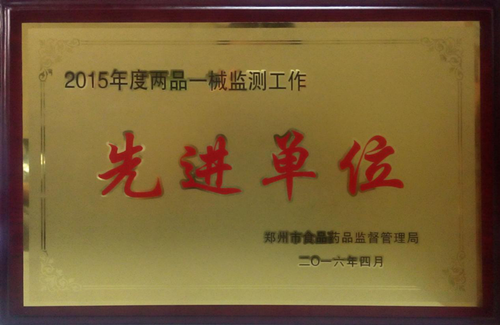 2015年度两品一械监测工作
先进单位
郑州市食品药品监督管理局
二〇一六年四月